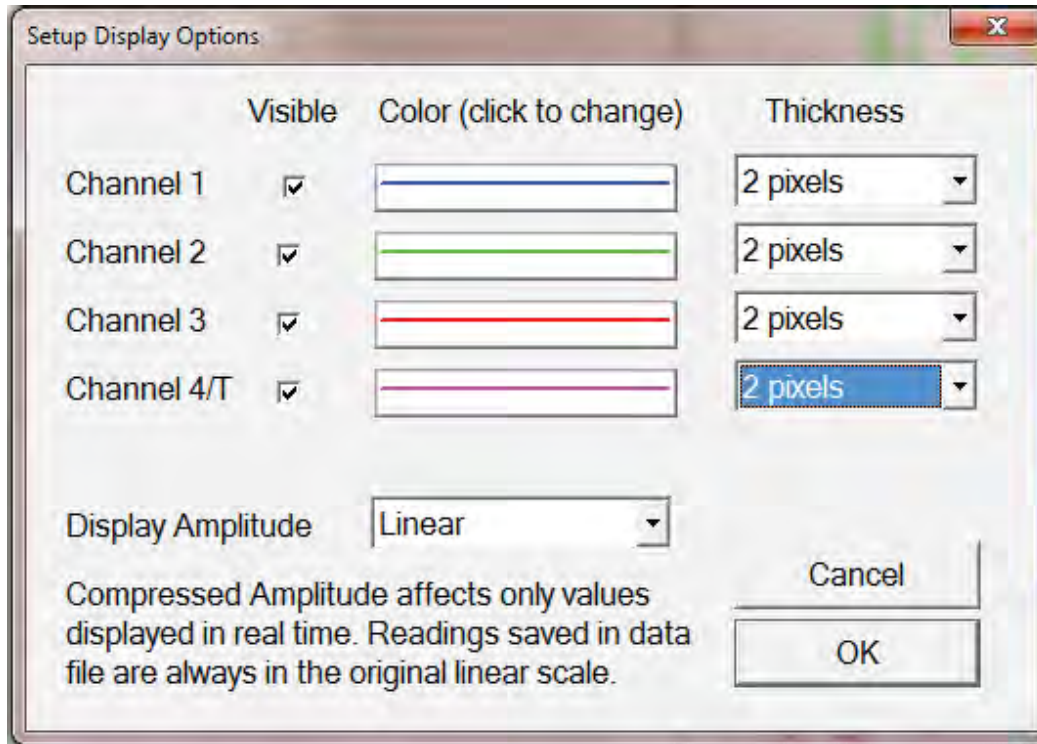 Setup Display Options
Visible Color (click to change) Thickness
Channel 1 2 pixels
Channel 2 2 pixels
Channel 3 2 pixels
Channel 4/T 2 pixels
Display Amplitude Linear
Compressed Amplitude affects only values
displayed in real time. Readings saved in data
file are always in the original linear scale.
Cancel
OK